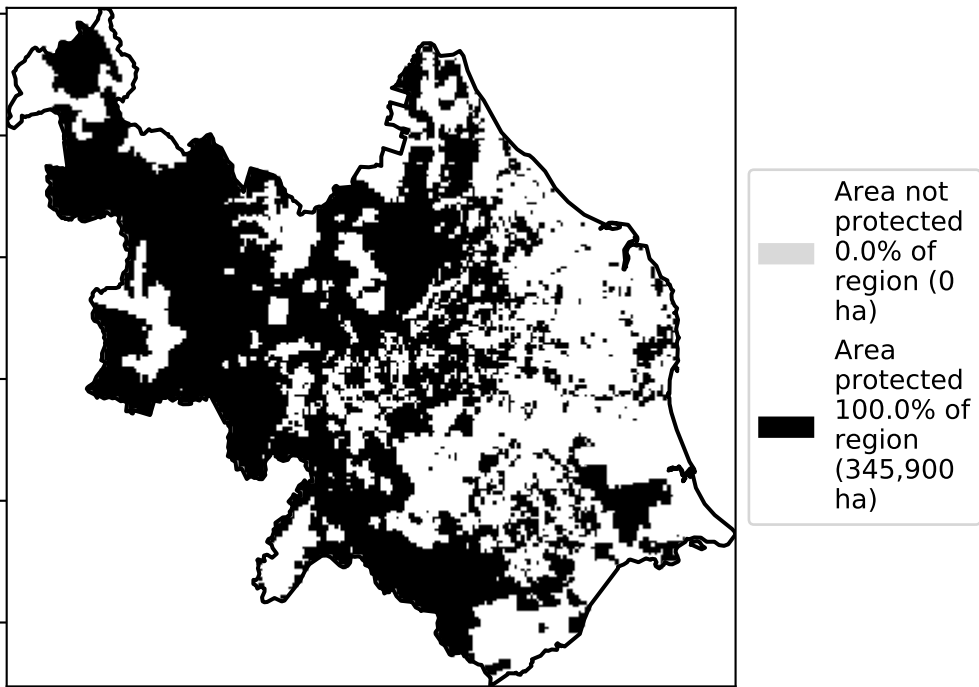 Area not
protected
0.0% of
region (0
ha)
Area
protected
100.0% of
region
(345,900
ha)